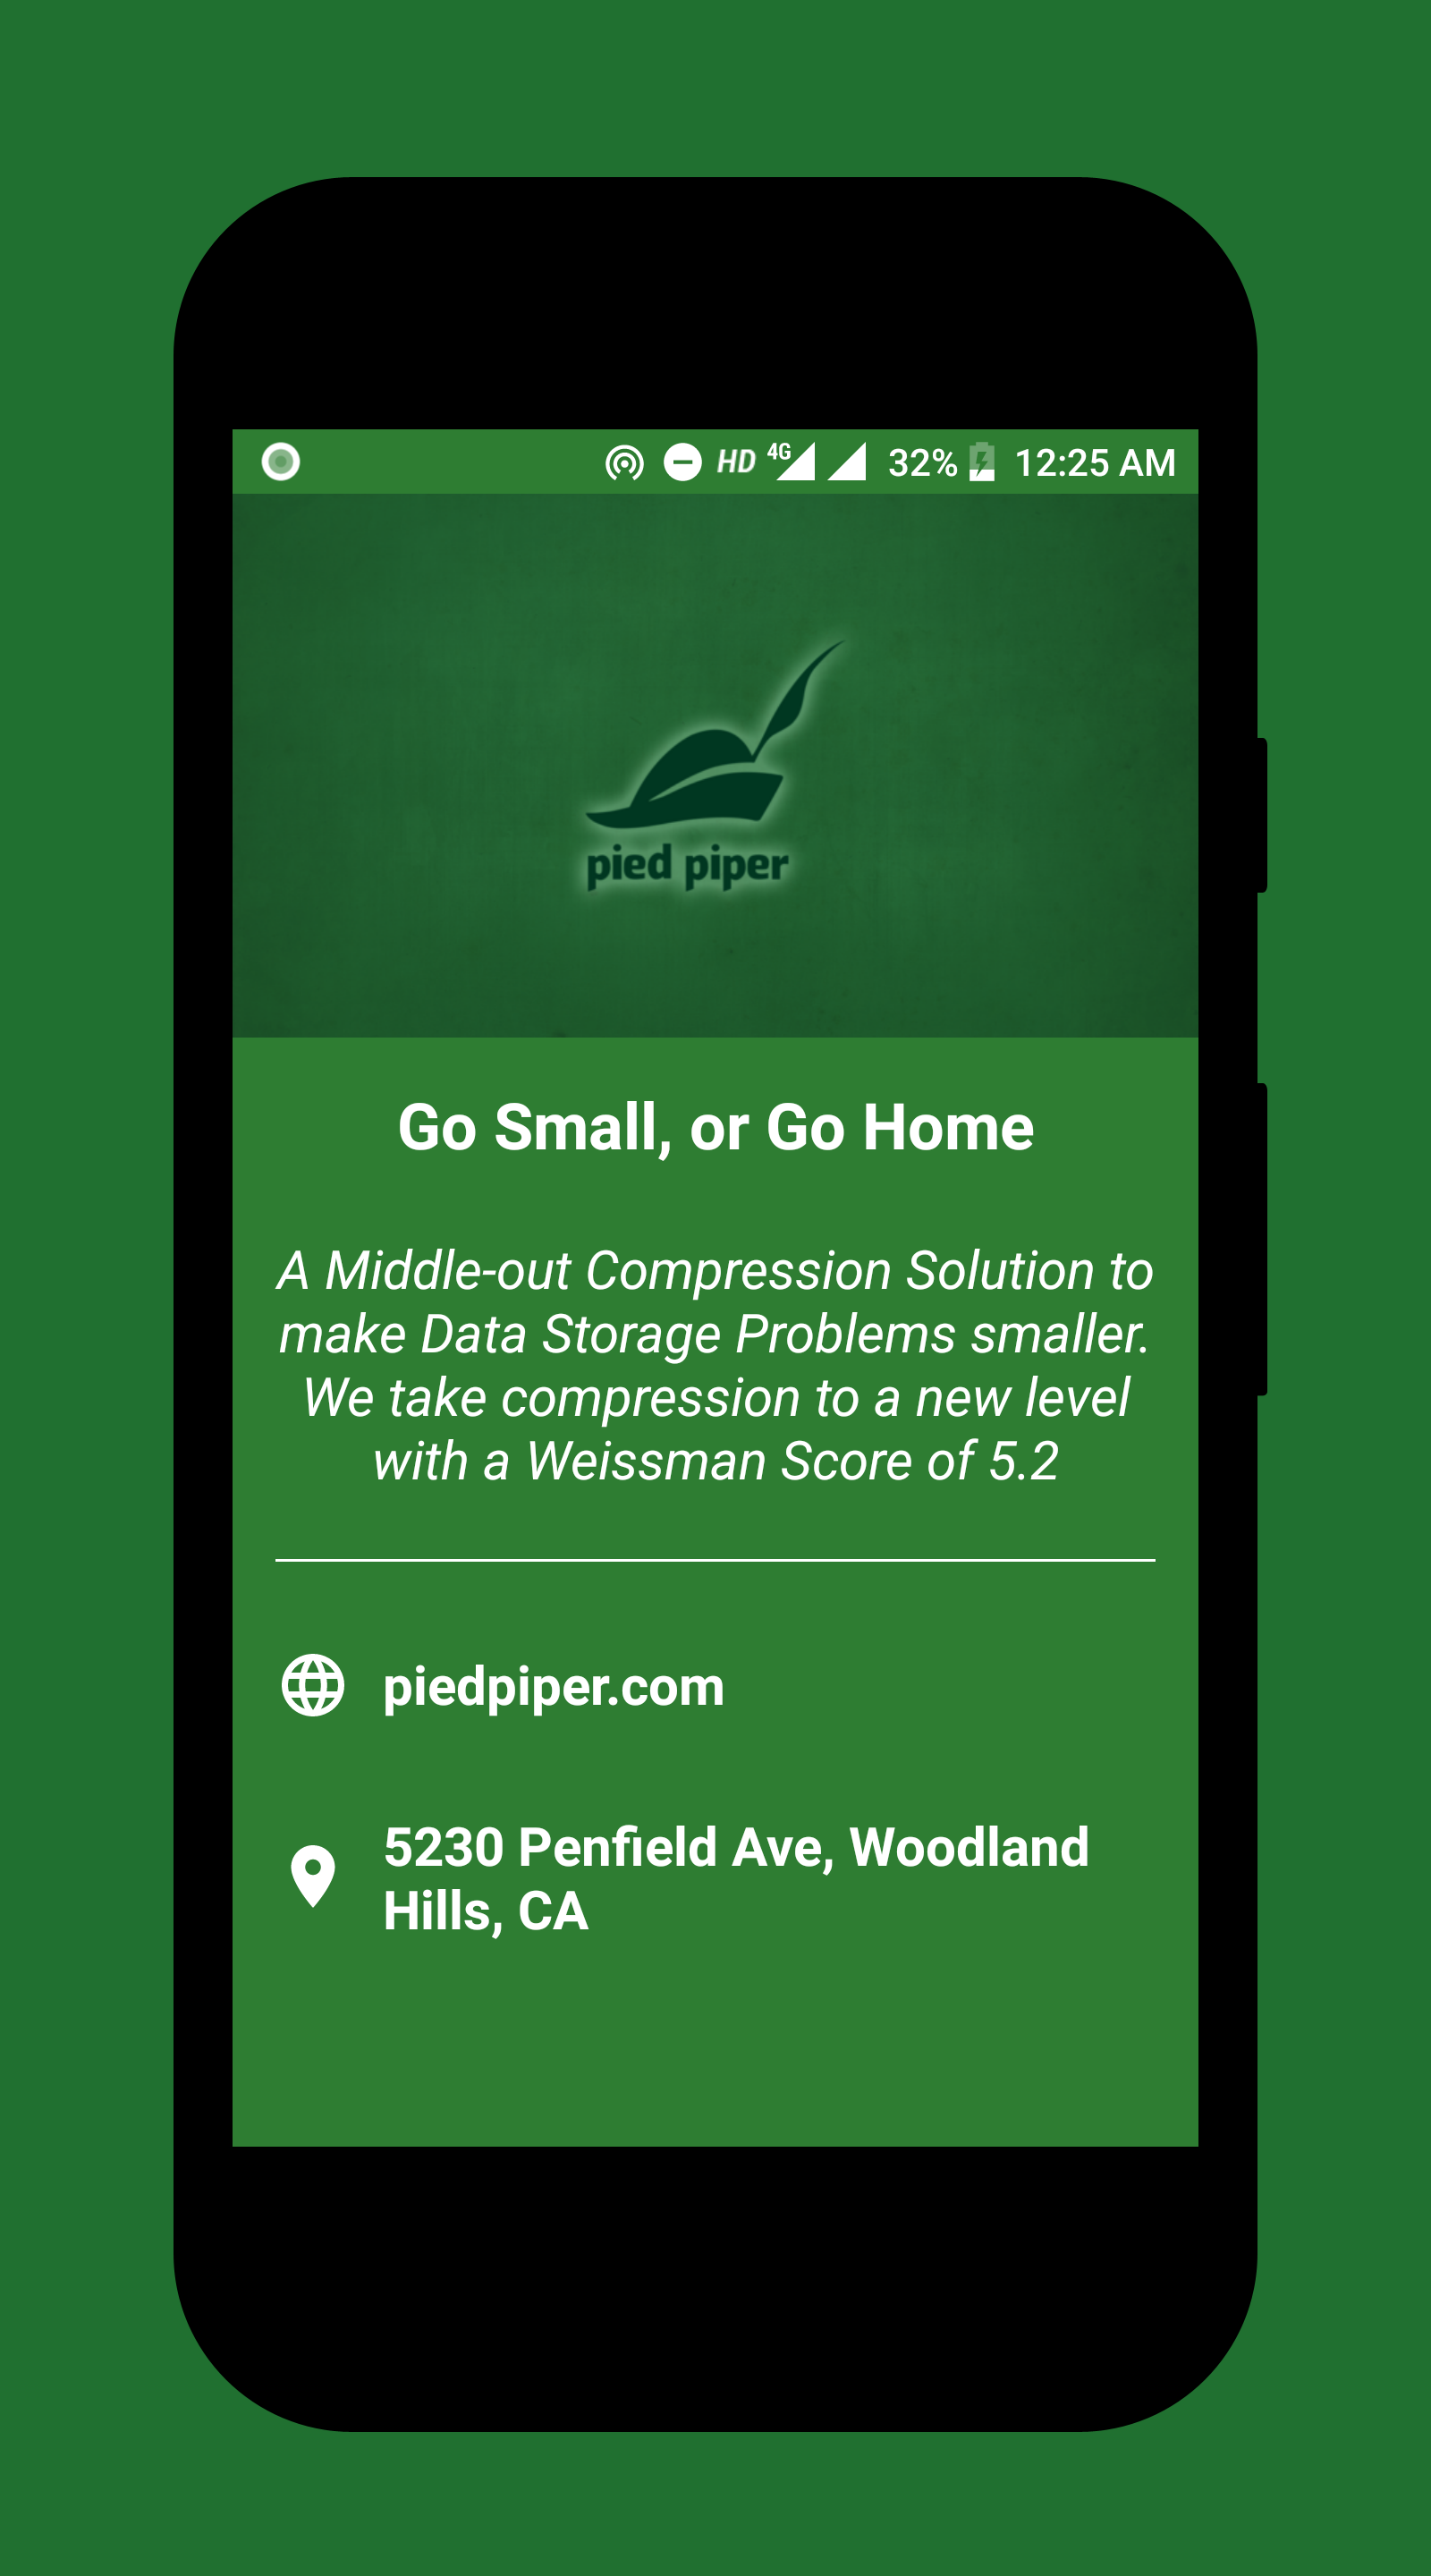 HD 4G 32% 12:25 AM
pied piper
Go Small, or Go Home
A Middle-out Compression Solution to
make Data Storage Problems smaller.
We take compression to a new level
with a Weissman Score of 5.2
piedpiper.com
5230 Penfield Ave, Woodland
Hills, CA